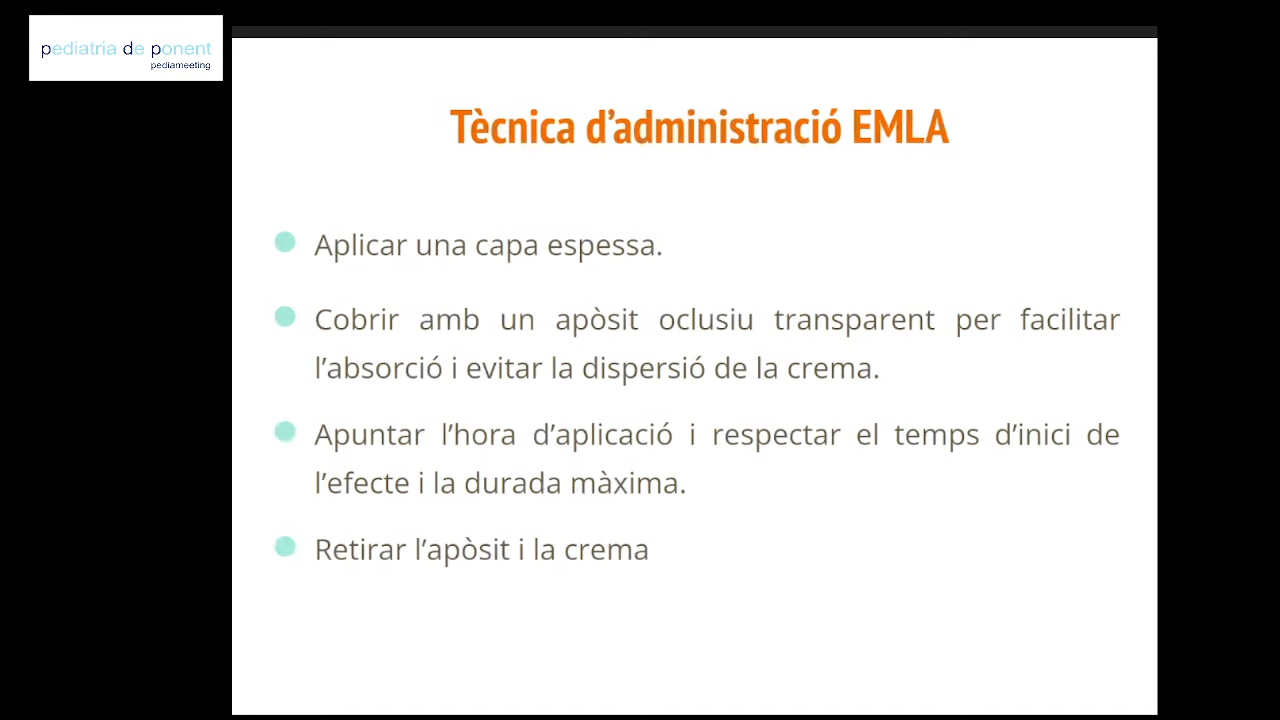 pediatria de ponent
pediameeting
Tècnica d’administració EMLA
Aplicar una capa espessa.
Cobrir amb un apòsit oclusiu transparent per facilitar
l’absorció i evitar la dispersió de la crema.
Apuntar l’hora d’aplicació i respectar el temps d’inici de
l’efecte i la durada màxima.
Retirar l’apòsit i la crema